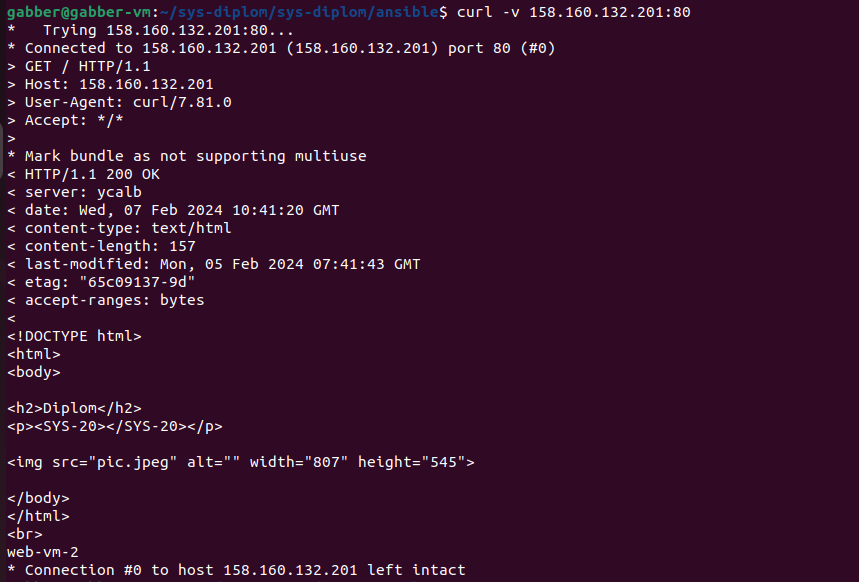 gabber@gabber-vm:~/sys-diplom/sys-diplom/ansible$ curl -v 158.160.132.201:80
*   Trying 158.160.132.201:80...
* Connected to 158.160.132.201 (158.160.132.201) port 80 (#0)
> GET / HTTP/1.1
> Host: 158.160.132.201
> User-Agent: curl/7.81.0
> Accept: */*
>
* Mark bundle as not supporting multiuse
< HTTP/1.1 200 OK
< server: ycalb
< date: Wed, 07 Feb 2024 10:41:20 GMT
< content-type: text/html
< content-length: 157
< last-modified: Mon, 05 Feb 2024 07:41:43 GMT
< etag: "65c09137-9d"
< accept-ranges: bytes
<
<!DOCTYPE html>
<html>
<body>

<h2>Diplom</h2>
<p><SYS-20></SYS-20></p>

<img src="pic.jpeg" alt="" width="807" height="545">

</body>
</html>
<br>
web-vm-2
* Connection #0 to host 158.160.132.201 left intact